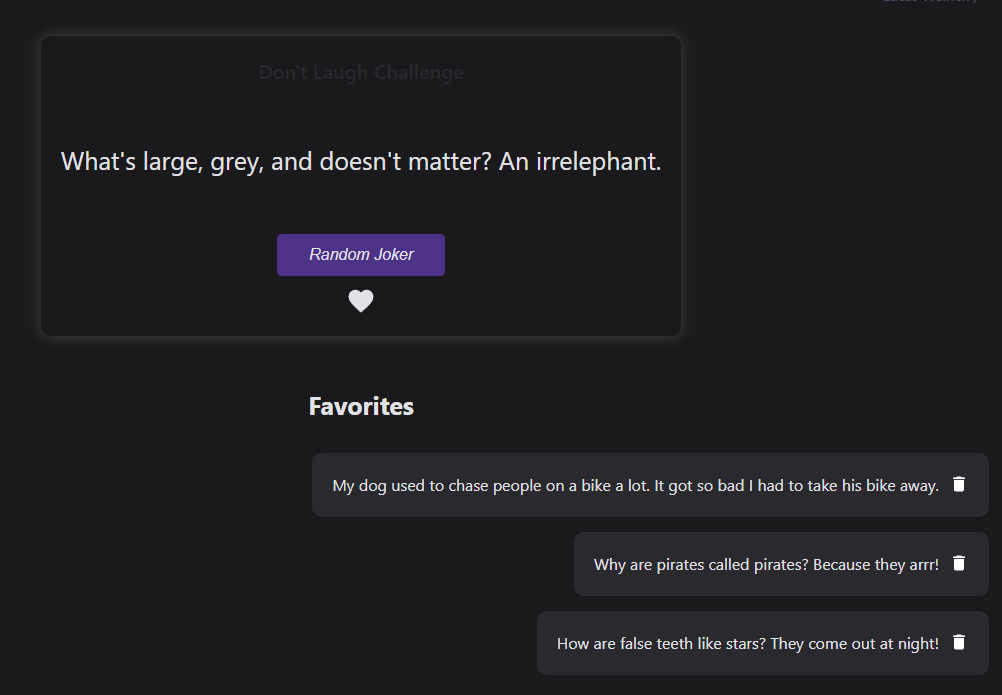 Don't Laugh Challenge
What's large, grey, and doesn't matter? An irrelephant.
Random Joker
Favorites
My dog used to chase people on a bike a lot. It got so bad I had to take his bike away.
Why are pirates called pirates? Because they arrr!
How are false teeth like stars? They come out at night!